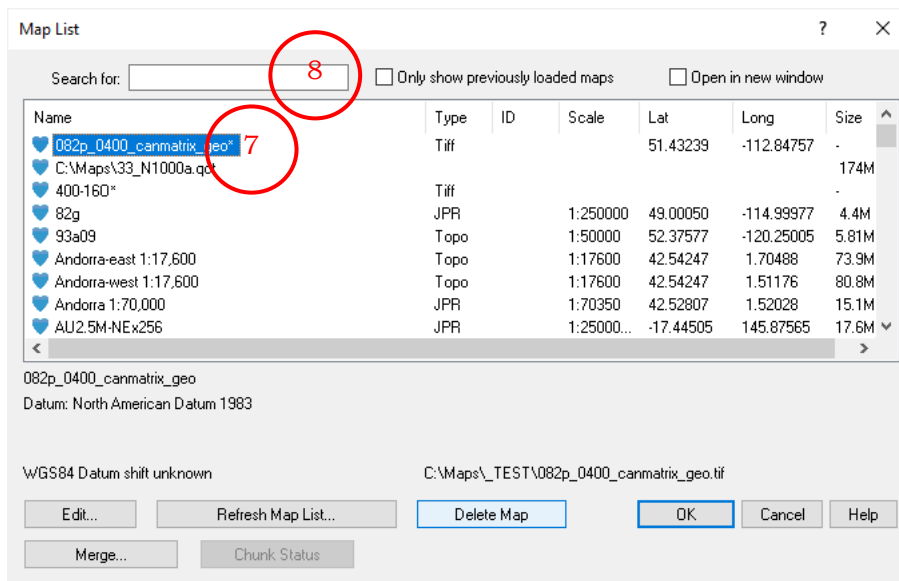 Map List ?
Search for: 8 Only show previously loaded maps Open in new window
Name Type ID Scale Lat Long Size
082p_0400_canmatrix_geo* 7 Tiff 51.43239 -112.84757 -
C:\Maps\33_N1000a.qct 174M
400-160* Tiff -
82g JPR 1:250000 49.00050 -114.99977 4.4M
93a09 Topo 1:50000 52.37577 -120.25005 5.81M
Andorra-east 1:17,600 Topo 1:17600 42.54247 1.70488 73.9M
Andorra-west 1:17,600 Topo 1:17600 42.54247 1.51176 80.8M
Andorra 1:70,000 JPR 1:70350 42.52807 1.52028 15.1M
AU2.5M-NEx256 JPR 1:25000... -17.44505 145.87565 17.6M
082p_0400_canmatrix_geo
Datum: North American Datum 1983
WGS84 Datum shift unknown C:\Maps\_TEST\082p_0400_canmatrix_geo.tif
Edit... Refresh Map List... Delete Map OK Cancel Help
Merge... Chunk Status